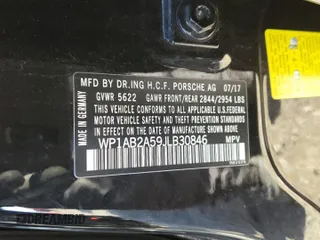 MFD BY DR.ING H.C.F. PORSCHE AG 07/17
GVWR 5622 GAWR FRONT/REAR 2844/2954 LBS
THIS VEHICLE CONFORMS TO ALL APPLICABLE U.S.FEDERAL
MOTOR VEHICLE SAFETY, BUMPER, AND THEFT PREVENTION
STANDARDS IN EFFECT ON THE DATE OF MANUFACTURE SHOWN ABOVE.
WP1AB2A59JLB30846 MPV
MADE IN GERMANY